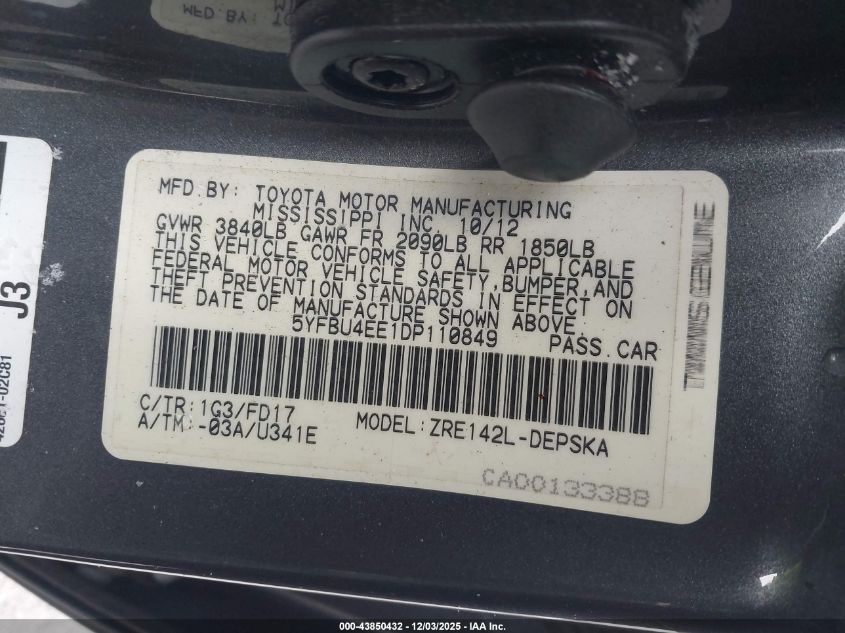 MFD.BY:
MFD.BY: TOYOTA MOTOR MANUFACTURING
MISSISSIPPI INC. 10/12
GVWR 3840LB GAWR FR 2090LB RR 1850LB
THIS VEHICLE CONFORMS TO ALL APPLICABLE
FEDERAL MOTOR VEHICLE SAFETY, BUMPER, AND
THEFT PREVENTION STANDARDS IN EFFECT ON
THE DATE OF MANUFACTURE SHOWN ABOVE.
5YFBU4EE1DP110849 PASS.CAR
C/TR:1G3/FD17
A/TM:-03A/U341E
MODEL:ZRE142L-DEPSKA
CA00133388
GENUINE
J3
000-43850432 - 12/03/2025 - IAA Inc.